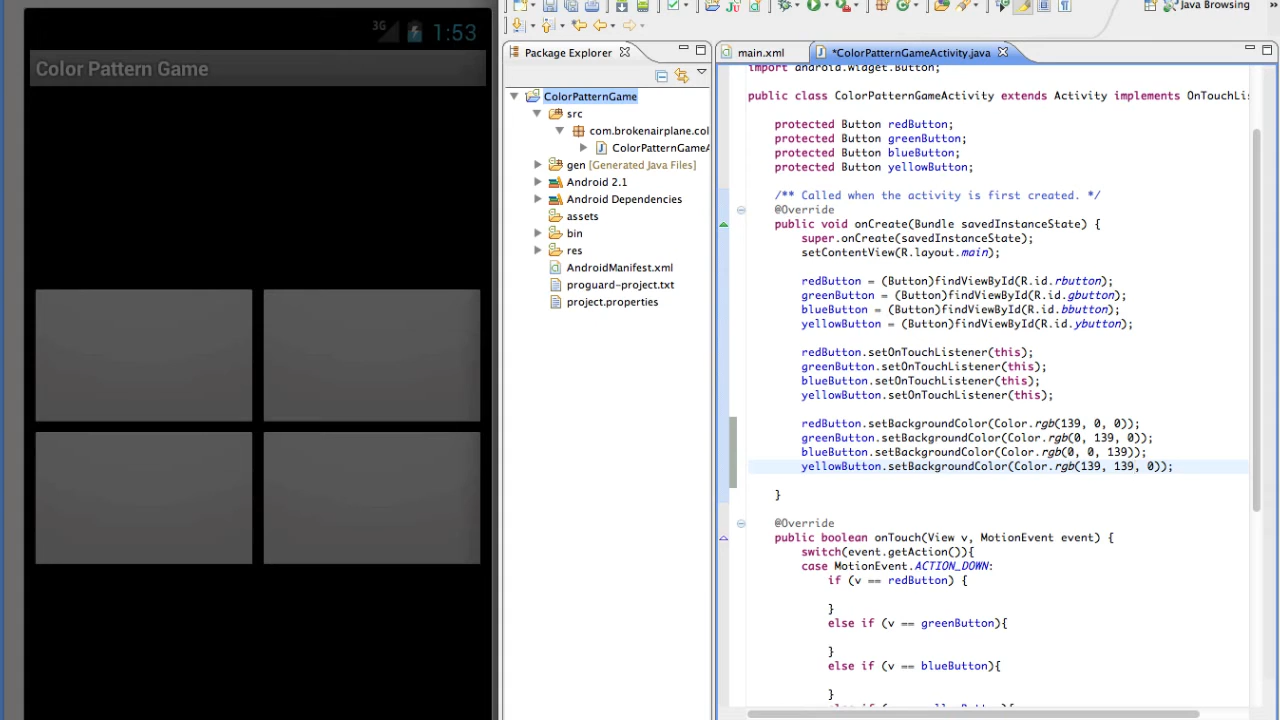 3G
1:53
Color Pattern Game
Java Browsing
»
Package Explorer
ColorPatternGame
src
com.brokenairplane.col
ColorPatternGameA
gen [Generated Java Files]
Android 2.1
Android Dependencies
assets
bin
res
AndroidManifest.xml
proguard-project.txt
project.properties
main.xml
*ColorPatternGameActivity.java
import android.widget.Button;
public class ColorPatternGameActivity extends Activity implements OnTouchLis
protected Button redButton;
protected Button greenButton;
protected Button blueButton;
protected Button yellowButton;
/** Called when the activity is first created. */
@Override
public void onCreate(Bundle savedInstanceState) {
super.onCreate(savedInstanceState);
setContentView(R.layout.main);
redButton = (Button)findViewById(R.id.rbutton);
greenButton = (Button)findViewById(R.id.gbutton);
blueButton = (Button)findViewById(R.id.bbutton);
yellowButton = (Button)findViewById(R.id.ybutton);
redButton.setOnTouchListener(this);
greenButton.setOnTouchListener(this);
blueButton.setOnTouchListener(this);
yellowButton.setOnTouchListener(this);
redButton.setBackgroundColor(Color.rgb(139, 0, 0));
greenButton.setBackgroundColor(Color.rgb(0, 139, 0));
blueButton.setBackgroundColor(Color.rgb(0, 0, 139));
yellowButton.setBackgroundColor(Color.rgb(139, 139, 0));
}
@Override
public boolean onTouch(View v, MotionEvent event) {
switch(event.getAction()){
case MotionEvent.ACTION_DOWN:
if (v == redButton) {
}
else if (v == greenButton){
}
else if (v == blueButton){
}